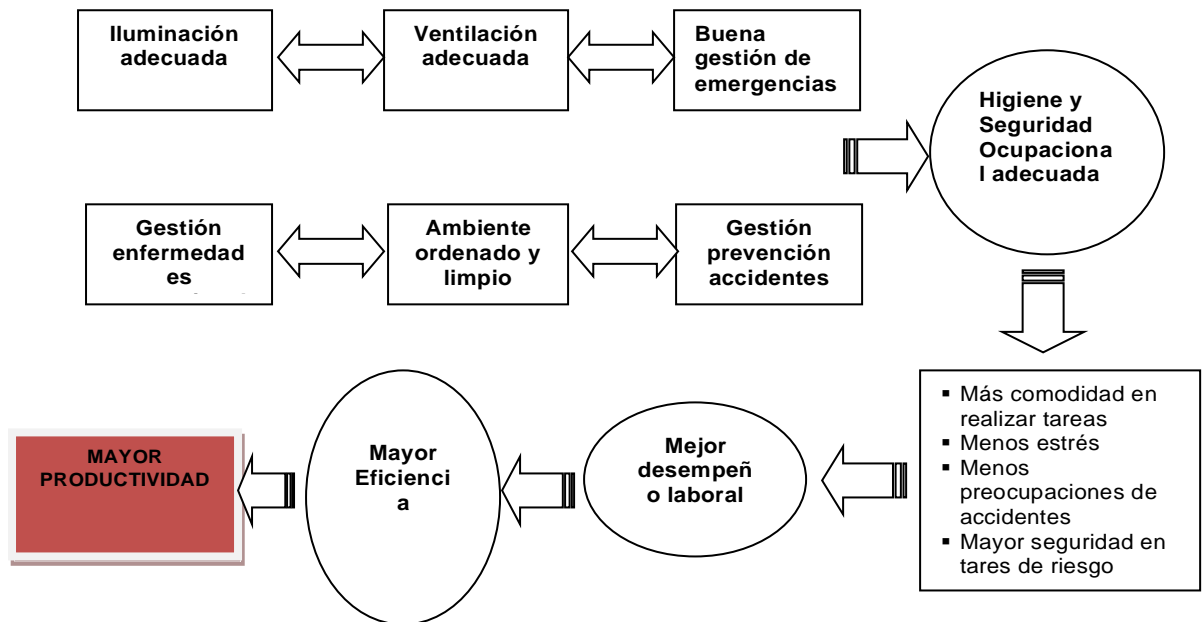 Iluminación
adecuada
Ventilación
adecuada
Buena
gestión de
emergencias
Higiene y
Seguridad
Ocupaciona
l adecuada
Gestión
enfermedad
es
Ambiente
ordenado y
limpio
Gestión
prevención
accidentes
▪ Más comodidad en
realizar tareas
▪ Menos estrés
▪ Menos
preocupaciones de
accidentes
▪ Mayor seguridad en
tares de riesgo
Mejor
desempeñ
o laboral
Mayor
Eficienci
a
MAYOR
PRODUCTIVIDAD